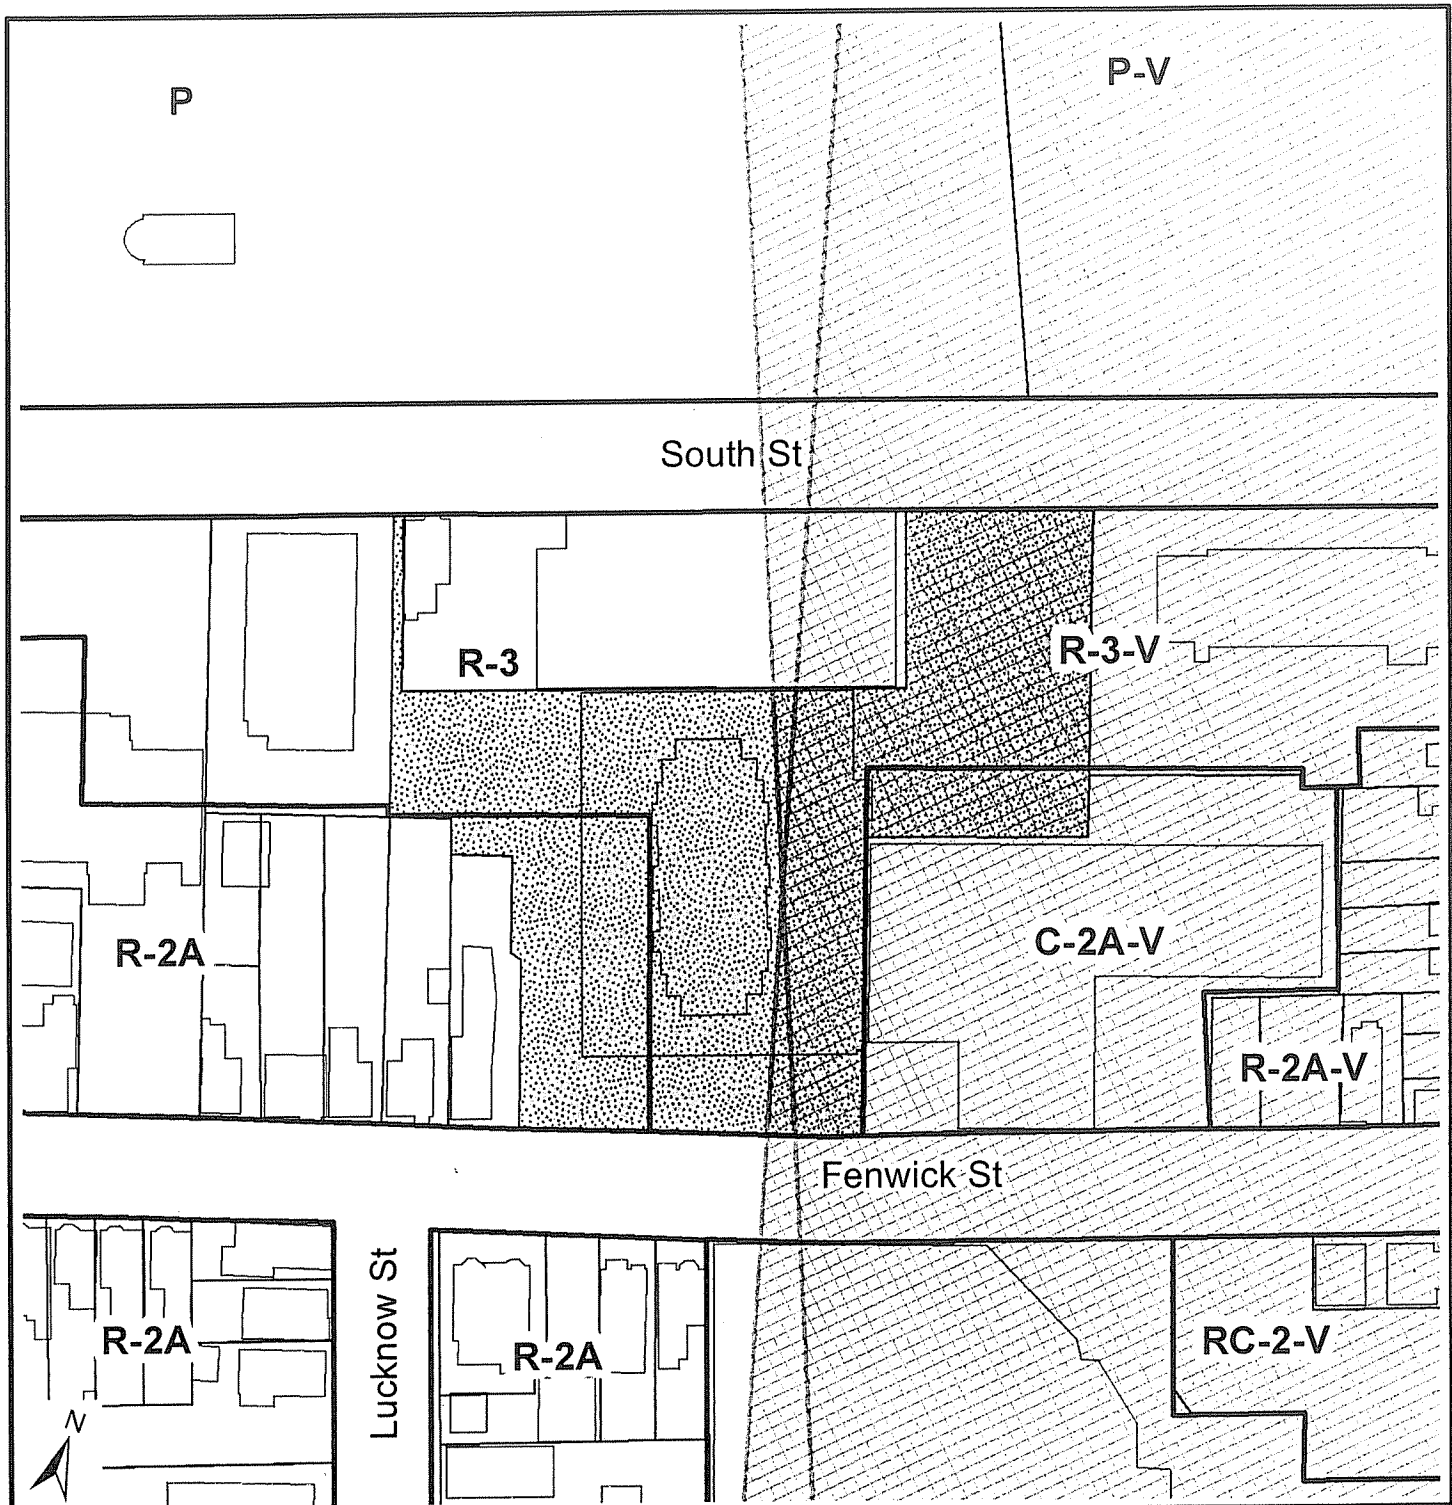 P
P-V
South St
R-3
R-3-V
R-2A
C-2A-V
R-2A-V
Fenwick St
Lucknow St
R-2A
R-2A
RC-2-V
N